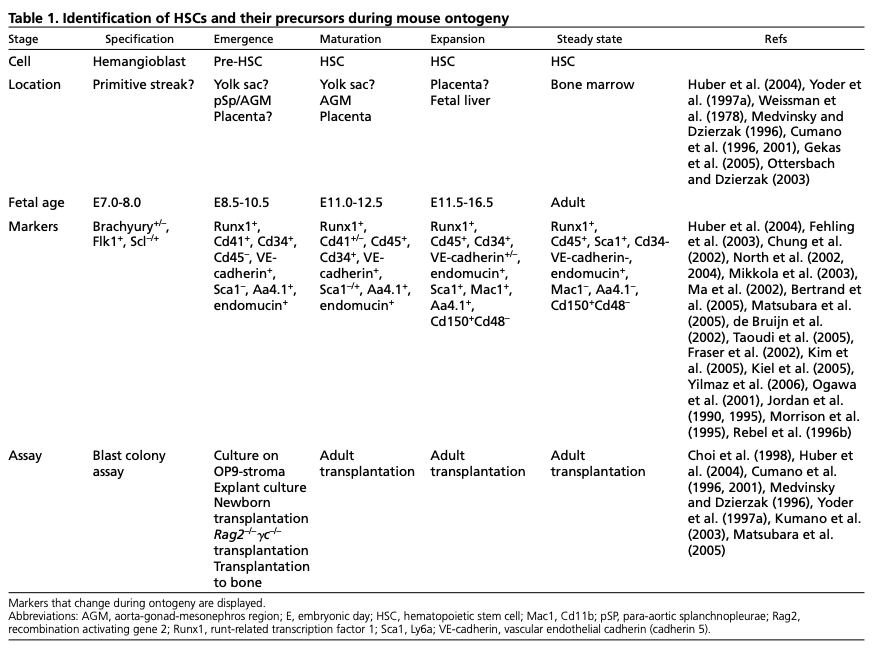 Table 1. Identification of HSCs and their precursors during mouse ontogeny
Stage Specification Emergence Maturation Expansion Steady state Refs
Cell Hemangioblast Pre-HSC HSC HSC HSC
Location Primitive streak? Yolk sac? Yolk sac? Placenta? Bone marrow Huber et al. (2004), Yoder et
pSp/AGM AGM Fetal liver al. (1997a), Weissman et
Placenta? Placenta al. (1978), Medvinsky and
Dzierzak (1996), Cumano
et al. (1996, 2001), Gekas
et al. (2005), Ottersbach
and Dzierzak (2003)
Fetal age E7.0-8.0 E8.5-10.5 E11.0-12.5 E11.5-16.5 Adult
Markers Brachyury+/–, Runx1+, Runx1+, Runx1+, Runx1+, Huber et al. (2004), Fehling
Flk1+, Scl–/+ Cd41+, Cd34+, Cd41+/–, Cd45+, Cd45+, Cd34+, Cd45+, Sca1+, Cd34- et al. (2003), Chung et al.
Cd45–, VE- Cd34+, VE- VE-cadherin+/–, VE-cadherin-, (2002), North et al. (2002,
cadherin+, cadherin+, endomucin+, endomucin+, 2004), Mikkola et al. (2003),
Sca1–, Aa4.1+, Sca1–/+, Aa4.1+, Sca1+, Mac1+, Mac1–, Aa4.1–, Ma et al. (2002), Bertrand et
endomucin+ endomucin+ Aa4.1+, Cd150+Cd48– al. (2005), Matsubara et al.
Cd150+Cd48– (2005), de Bruijn et al.
(2002), Taoudi et al. (2005),
Fraser et al. (2002), Kim et
al. (2005), Kiel et al. (2005),
Yilmaz et al. (2006), Ogawa
et al. (2001), Jordan et al.
(1990, 1995), Morrison et al.
(1995), Rebel et al. (1996b)
Assay Blast colony Culture on Adult Adult Adult Choi et al. (1998), Huber et
assay OP9-stroma transplantation transplantation transplantation al. (2004), Cumano et al.
Explant culture (1996, 2001), Medvinsky
Newborn and Dzierzak (1996), Yoder
transplantation et al. (1997a), Kumano et al.
Rag2–/–γc–/– (2003), Matsubara et al.
transplantation (2005)
Transplantation
to bone
Markers that change during ontogeny are displayed.
Abbreviations: AGM, aorta-gonad-mesonephros region; E, embryonic day; HSC, hematopoietic stem cell; Mac1, Cd11b; pSP, para-aortic splanchnopleurae; Rag2,
recombination activating gene 2; Runx1, runt-related transcription factor 1; Sca1, Ly6a; VE-cadherin, vascular endothelial cadherin (cadherin 5).